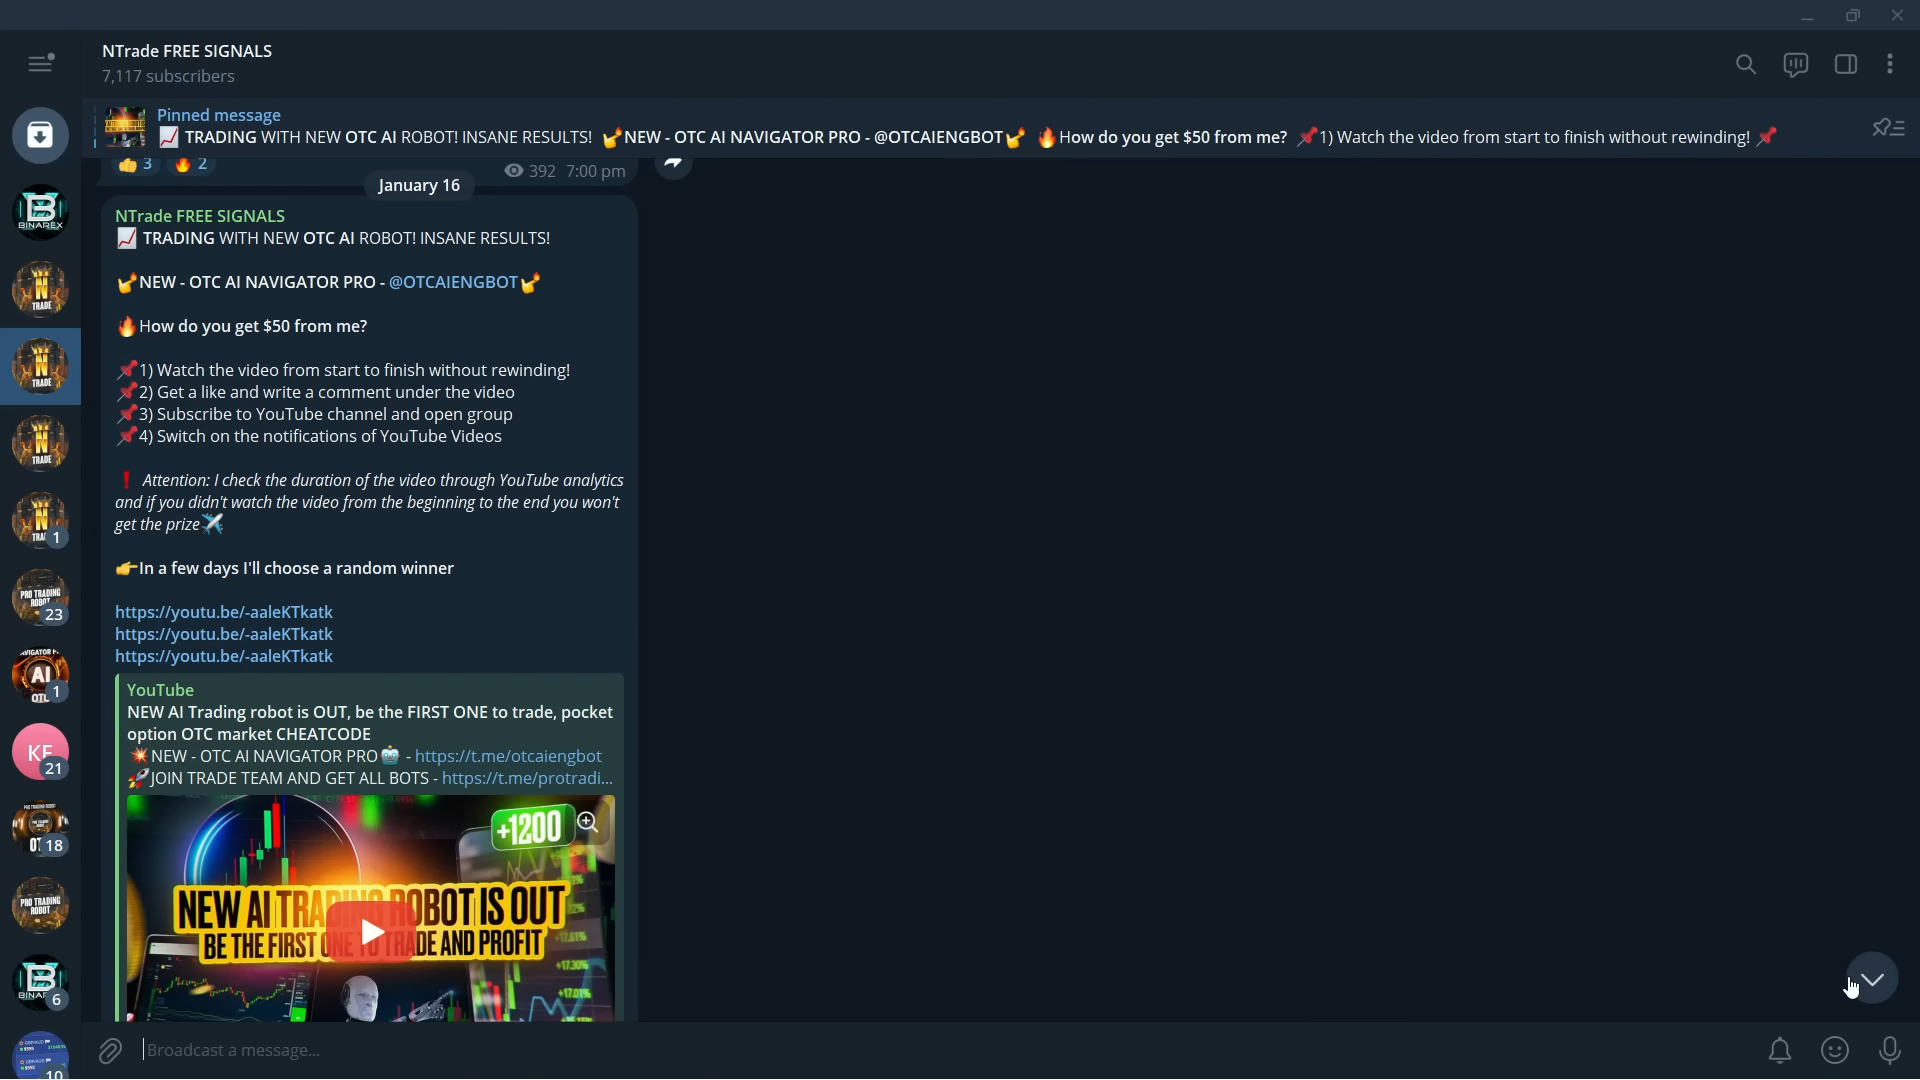 NTrade FREE SIGNALS
7,117 subscribers
Pinned message
📈 TRADING WITH NEW OTC AI ROBOT! INSANE RESULTS! 🤙NEW - OTC AI NAVIGATOR PRO - @OTCAIENGBOT🤙 🔥How do you get $50 from me? 📌1) Watch the video from start to finish without rewinding! 📌
👍 3 🔥 2
392 7:00 pm
January 16
NTrade FREE SIGNALS
📈 TRADING WITH NEW OTC AI ROBOT! INSANE RESULTS!
NEW - OTC AI NAVIGATOR PRO - @OTCAIENGBOT
🔥How do you get $50 from me?
📌1) Watch the video from start to finish without rewinding!
📌2) Get a like and write a comment under the video
📌3) Subscribe to YouTube channel and open group
📌4) Switch on the notifications of YouTube Videos
❗ Attention: I check the duration of the video through YouTube analytics
and if you didn't watch the video from the beginning to the end you won't
get the prize✈️
👉In a few days I'll choose a random winner
https://youtu.be/-aaleKTkatk
https://youtu.be/-aaleKTkatk
https://youtu.be/-aaleKTkatk
YouTube
NEW AI Trading robot is OUT, be the FIRST ONE to trade, pocket
option OTC market CHEATCODE
💥NEW - OTC AI NAVIGATOR PRO🤖 - https://t.me/otcaiengbot
🚀JOIN TRADE TEAM AND GET ALL BOTS - https://t.me/protradi...
+1200
NEW AI TRADING ROBOT IS OUT
BE THE FIRST ONE TO TRADE AND PROFIT
+17.30%
+17.01%
Broadcast a message...
BINAREX
N TRADE
N TRADE
N TRADE
N
1
PRO TRADING
ROBOT
23
AI
1
KF
21
18
PRO TRADING
ROBOT
B
6
10